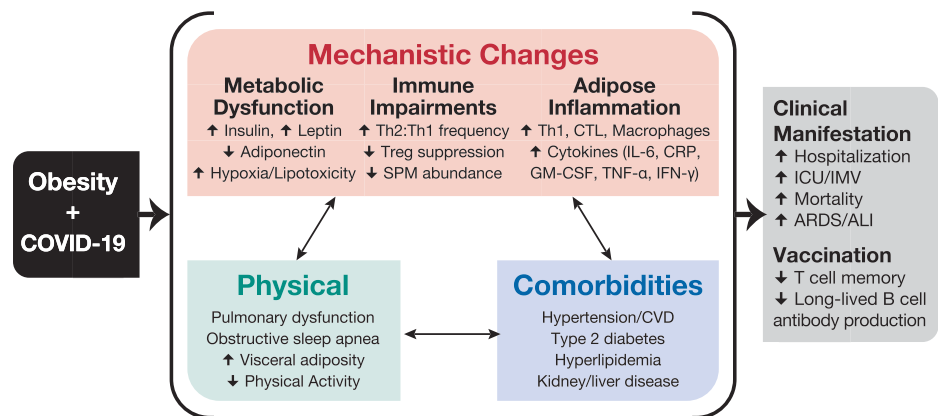 Obesity
+
COVID-19
Mechanistic Changes
Metabolic
Dysfunction
↑ Insulin, ↑ Leptin
↓ Adiponectin
↑ Hypoxia/Lipotoxicity
Immune
Impairments
↑ Th2:Th1 frequency
↓ Treg suppression
↓ SPM abundance
Adipose
Inflammation
↑ Th1, CTL, Macrophages
↑ Cytokines (IL-6, CRP,
GM-CSF, TNF-α, IFN-γ)
Physical
Pulmonary dysfunction
Obstructive sleep apnea
↑ Visceral adiposity
↓ Physical Activity
Comorbidities
Hypertension/CVD
Type 2 diabetes
Hyperlipidemia
Kidney/liver disease
Clinical
Manifestation
↑ Hospitalization
↑ ICU/IMV
↑ Mortality
↑ ARDS/ALI
Vaccination
↓ T cell memory
↓ Long-lived B cell
antibody production